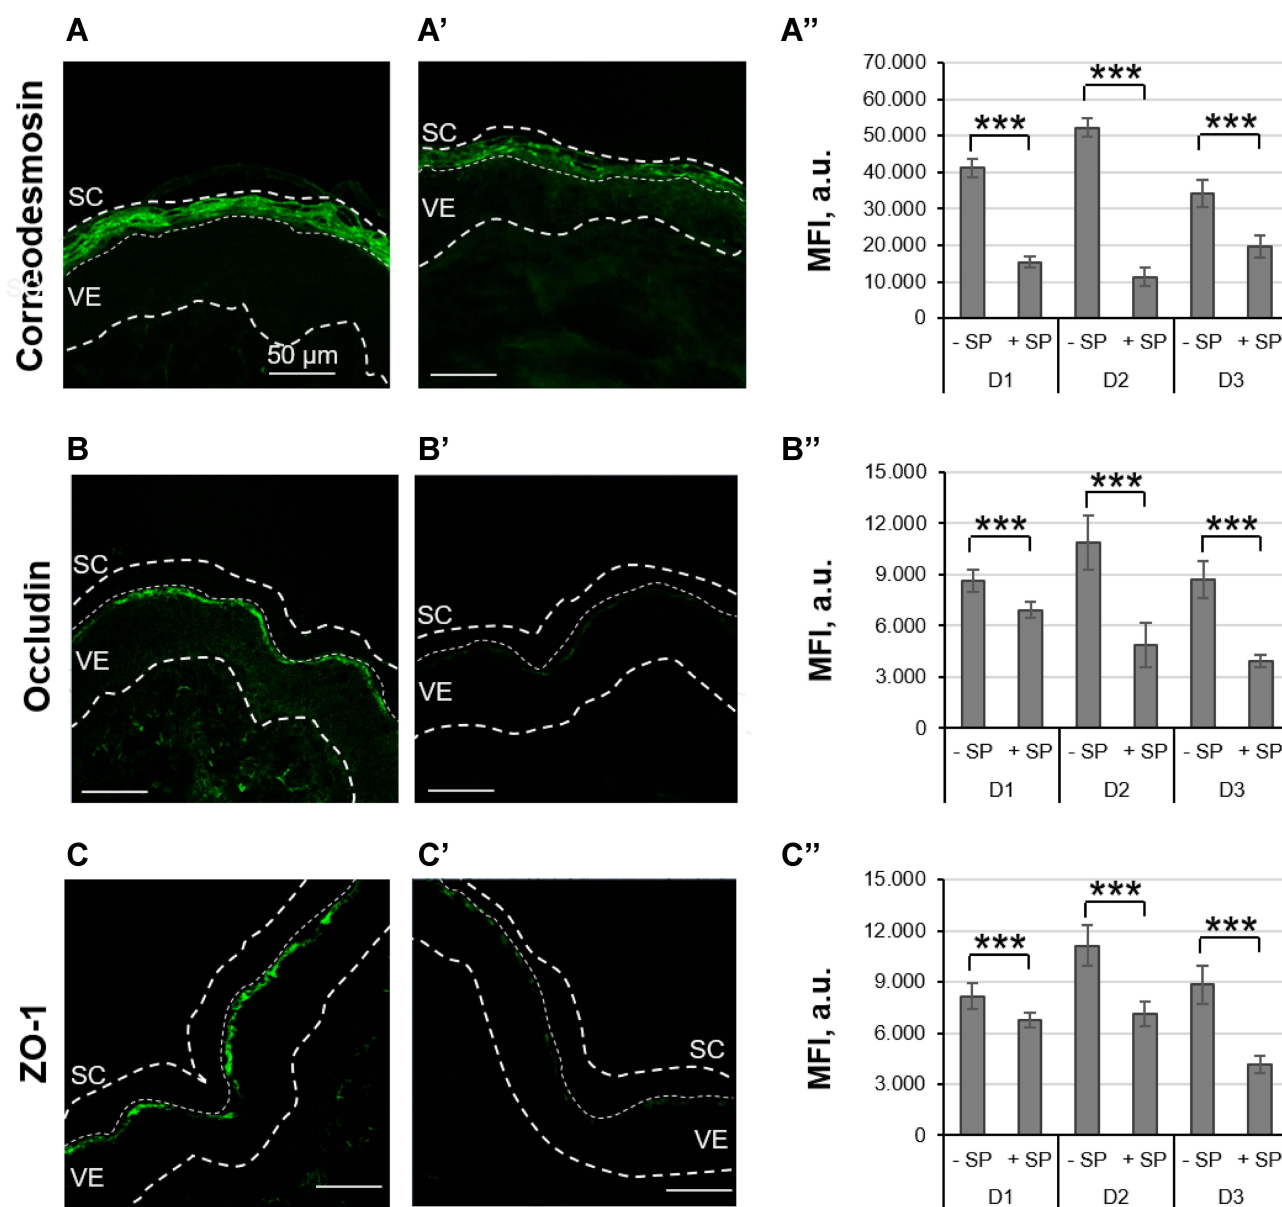 A
A’
A’’
Corneodesmosin
SC
VE
50 µm
SC
VE
MFI, a.u.
70.000
60.000
50.000
40.000
30.000
20.000
10.000
0
***
***
***
- SP + SP - SP + SP - SP + SP
D1 D2 D3
B
B’
B’’
Occludin
SC
VE
SC
VE
MFI, a.u.
15.000
12.000
9.000
6.000
3.000
0
***
***
***
- SP + SP - SP + SP - SP + SP
D1 D2 D3
C
C’
C’’
ZO-1
SC
VE
SC
VE
MFI, a.u.
15.000
12.000
9.000
6.000
3.000
0
***
***
***
- SP + SP - SP + SP - SP + SP
D1 D2 D3